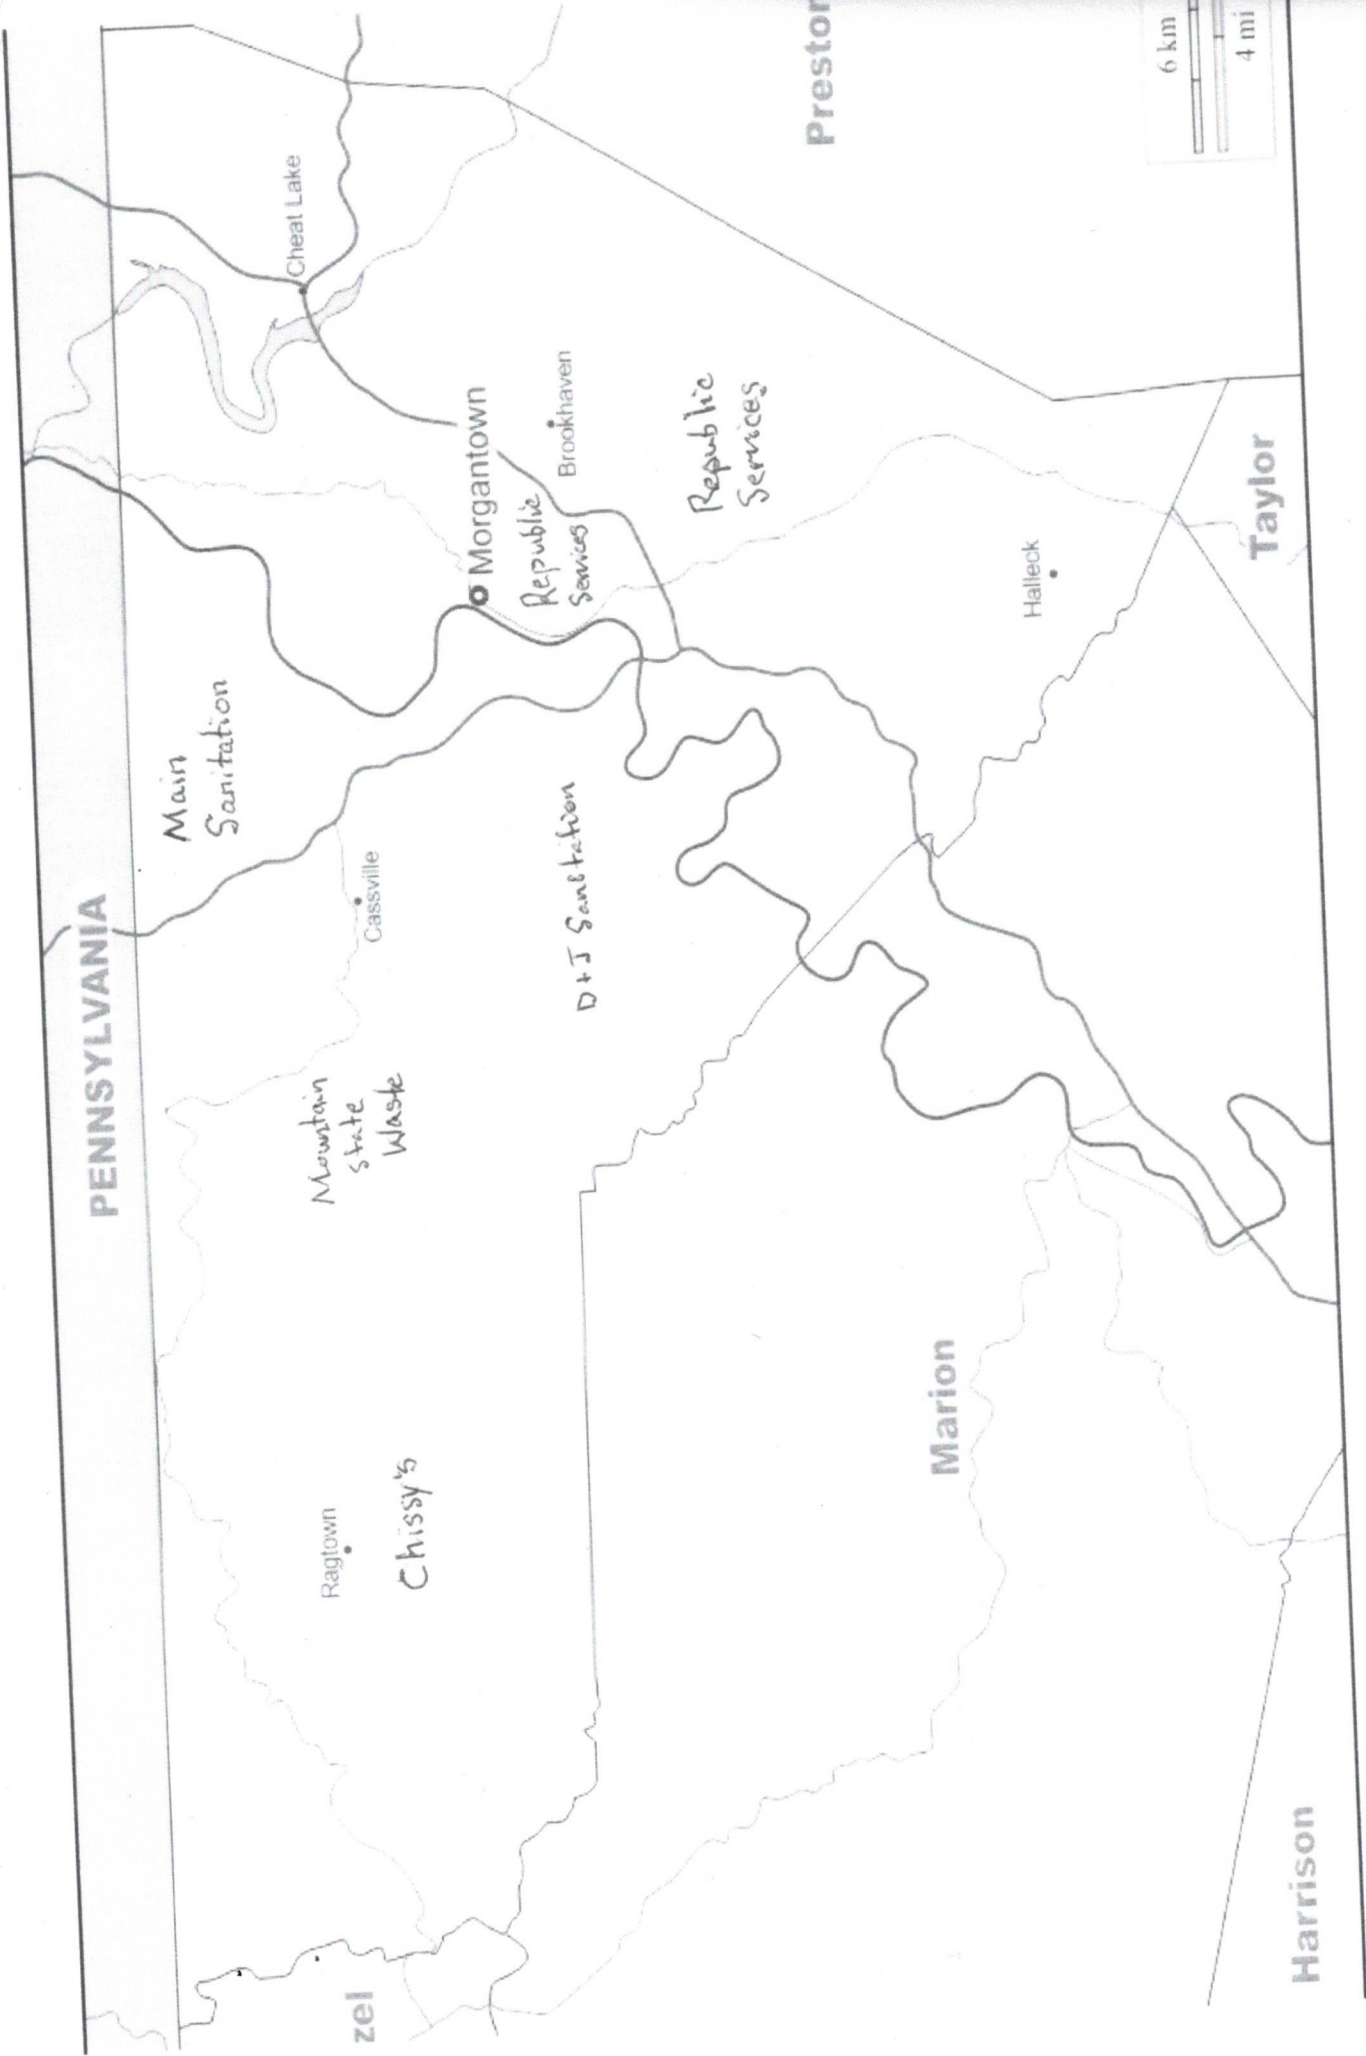 PENNSYLVANIA
Main
Sanitation
Cheat Lake
Ragtown
Mountain
State
Waste
Cassville
Chissy's
Morgantown
Republic
Services
Brookhaven
D+J Sanitation
Republic
Services
zel
Marion
Halleck
Preston
Harrison
Taylor
6 km
4 mi